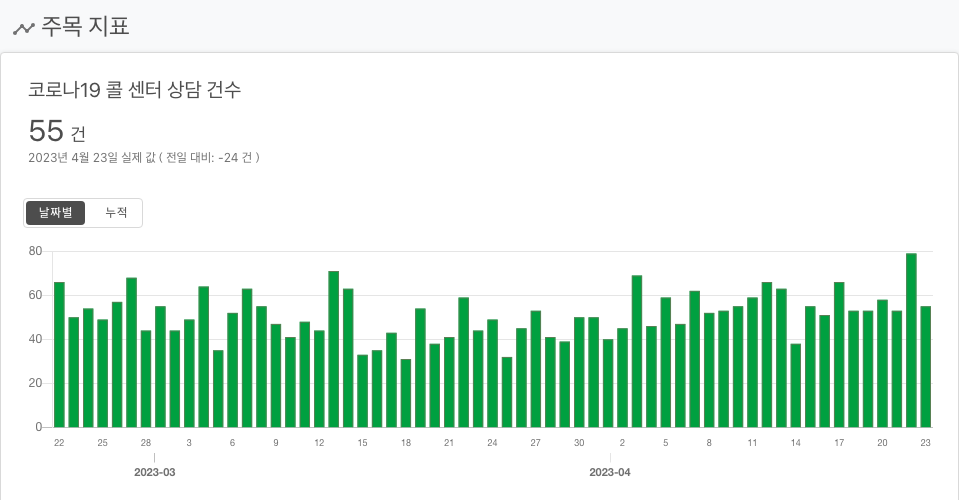 주목 지표
코로나19 콜 센터 상담 건수
55 건
2023년 4월 23일 실제 값 ( 전일 대비: -24 건 )
날짜별 누적
80
60
40
20
0
22 25 28 3 6 9 12 15 18 21 24 27 30 2 5 8 11 14 17 20 23
2023-03 2023-04